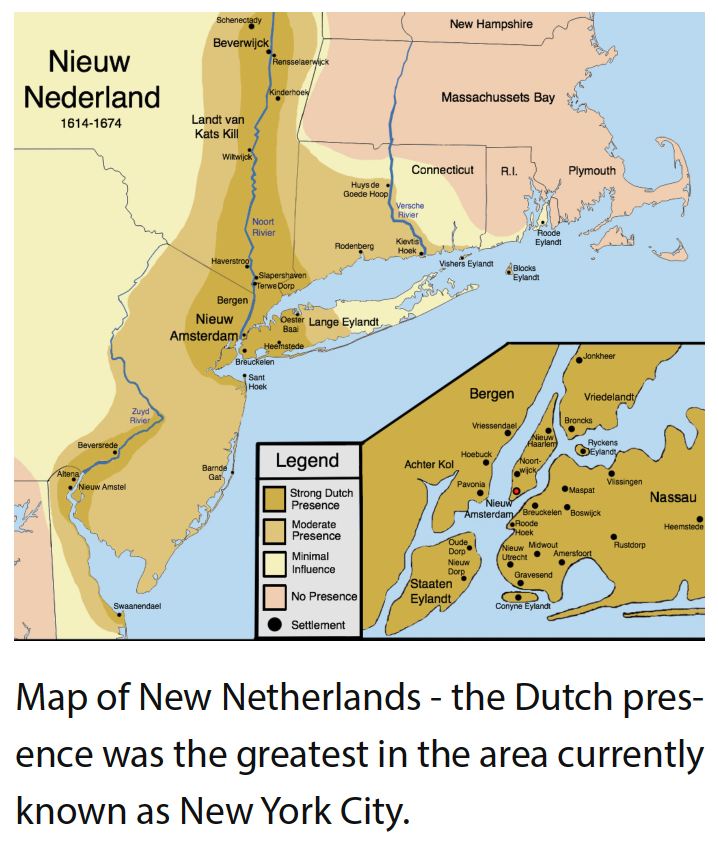 Nieuw
Nederland
1614-1674
Schenectady
Beverwijck
Rensselaerwijck
Kinderhoek
Landt van
Kats Kill
Wiltwijck
Noort
Rivier
Haverstroo
Slapershaven
TerweDorp
Bergen
Nieuw
Amsterdam
Oester
Baai
Heemstede
Lange Eylandt
Breuckelen
Sant
Hoek
New Hampshire
Massachussets Bay
Connecticut
R.I.
Plymouth
Huys de
Goede Hoop
Versche
Rivier
Rodenberg
Kievits
Hoek
Vishers Eylandt
Roode
Eylandt
Blocks
Eylandt
Zuyd
Rivier
Beversrede
Altena
Nieuw Amstel
Barnde
Gat
Swaanendael
Legend
Strong Dutch
Presence
Moderate
Presence
Minimal
Influence
No Presence
Settlement
Jonkheer
Bergen
Vriedelandt
Vriessendael
Broncks
Nieuw
Haarlem
Ryckens
Eylandt
Hoebuck
Achter Kol
Noort-
wijck
Vlissingen
Pavonia
Maspat
Nassau
Nieuw
Amsterdam
Breuckelen
Boswijck
Roode
Hoek
Heemstede
Oude
Dorp
Nieuw
Dorp
Nieuw
Utrecht
Midwout
Amersfoort
Rustdorp
Gravesend
Staaten
Eylandt
Conyne Eylandt
Map of New Netherlands - the Dutch pres-
ence was the greatest in the area currently
known as New York City.